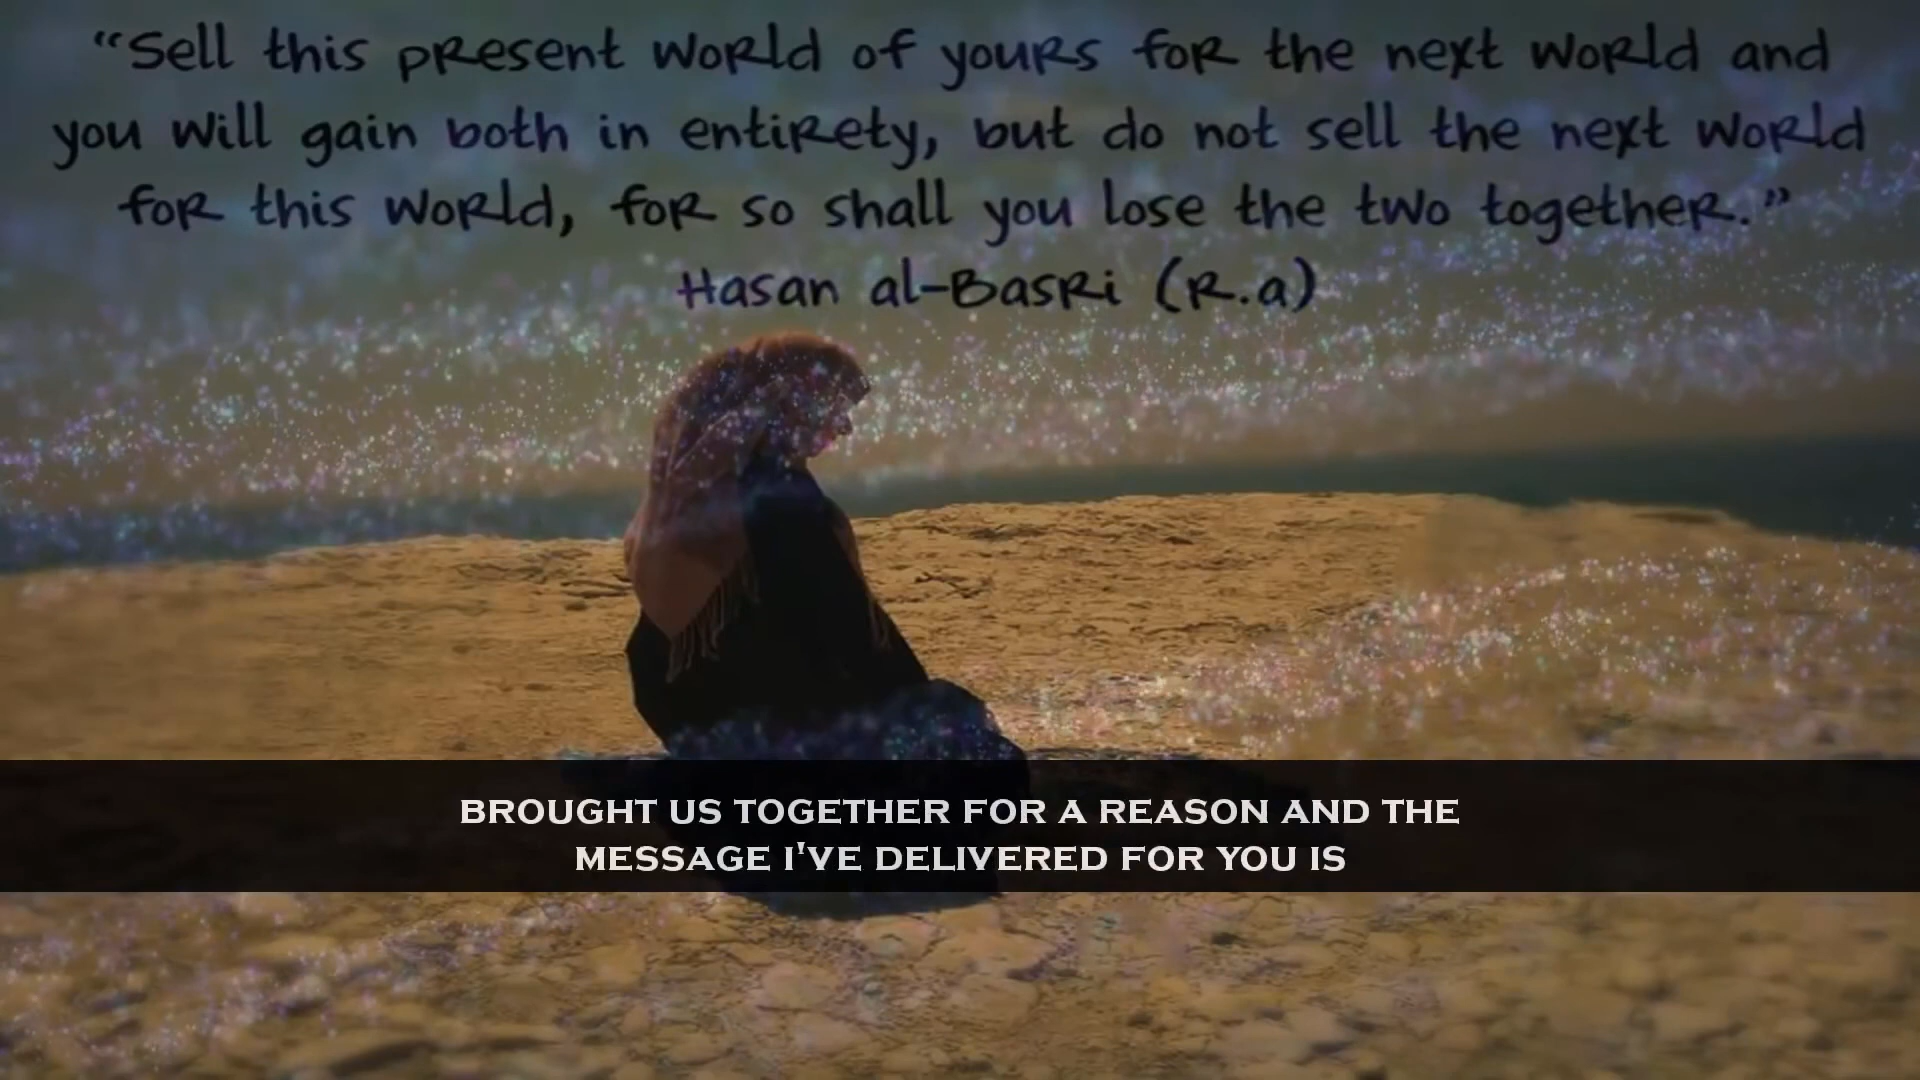 “Sell this present world of yours for the next world and
you will gain both in entirety, but do not sell the next world
for this world, for so shall you lose the two together.”
Hasan al-Basri (R.a)
BROUGHT US TOGETHER FOR A REASON AND THE
MESSAGE I'VE DELIVERED FOR YOU IS